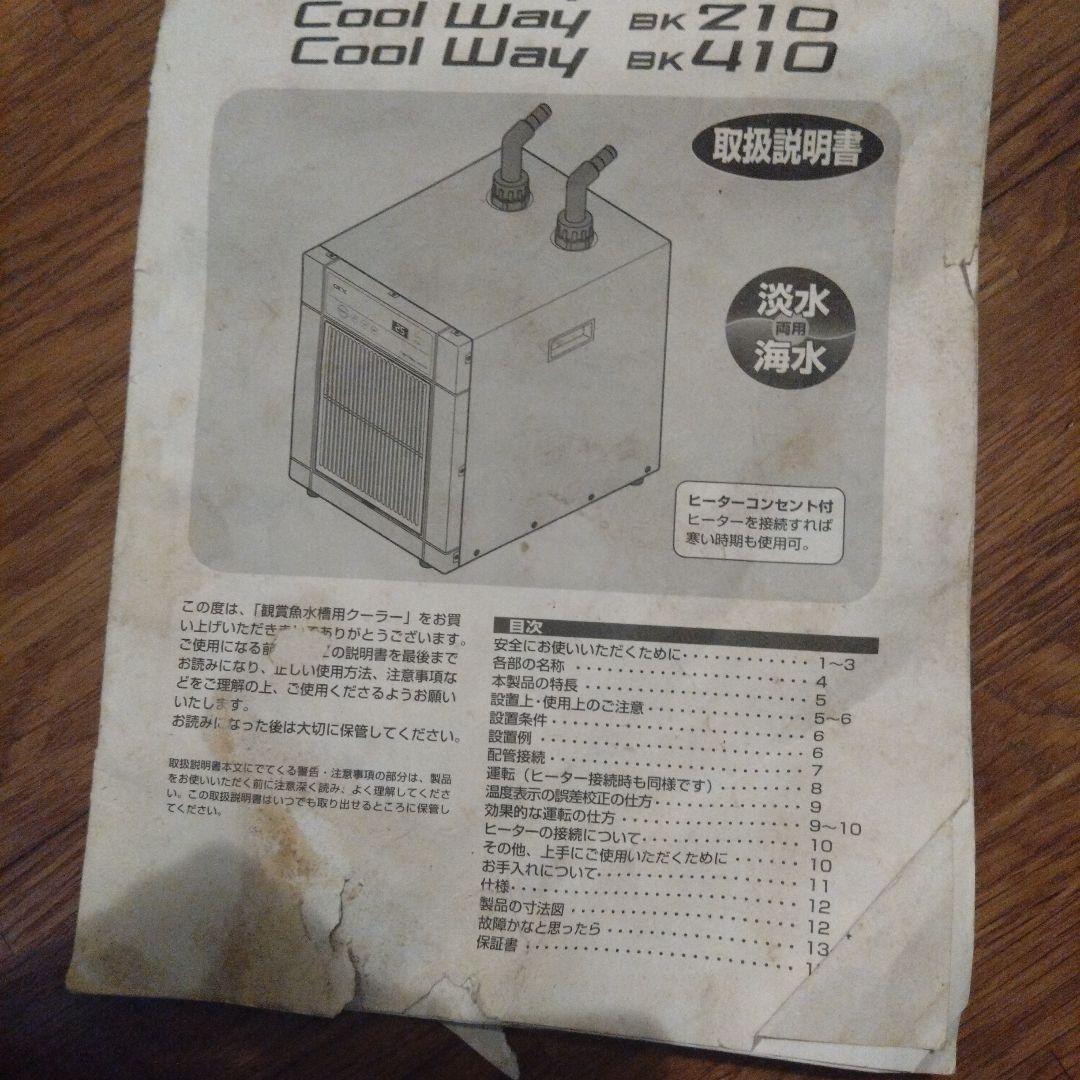 Cool Way BK210
Cool Way BK410
取扱説明書
淡水
両用
海水
GEX
25
ヒーターコンセント付
ヒーターを接続すれば
寒い時期も使用可。
この度は、「観賞魚水槽用クーラー」をお買
い上げいただき でありがとうございます。
ご使用になる前 の説明書を最後まで
お読みになり、正しい使用方法、注意事項な
どをご理解の上、ご使用くださるようお願い
いたします。
お読みになった後は大切に保管してください。
取扱説明書本文にでてくる警告・注意事項の部分は、製品
をお使いいただく前に注意深く読み、よく理解してくださ
い。この取扱説明書はいつでも取り出せるところに保管し
てください。
目次
安全にお使いいただくために・・・・・・・・・・・・1～3
各部の名称・・・・・・・・・・・・・・・・・・・・4
本製品の特長・・・・・・・・・・・・・・・・・・・5
設置上・使用上のご注意・・・・・・・・・・・・・・5～6
設置条件・・・・・・・・・・・・・・・・・・・・・6
設置例・・・・・・・・・・・・・・・・・・・・・・6
配管接続・・・・・・・・・・・・・・・・・・・・・7
運転（ヒーター接続時も同様です）・・・・・・・・・8
温度表示の誤差校正の仕方・・・・・・・・・・・・・9
効果的な運転の仕方・・・・・・・・・・・・・・・・9～10
ヒーターの接続について・・・・・・・・・・・・・・10
その他、上手にご使用いただくために・・・・・・・・10
お手入れについて・・・・・・・・・・・・・・・・・11
仕様・・・・・・・・・・・・・・・・・・・・・・・12
製品の寸法図・・・・・・・・・・・・・・・・・・・12
故障かなと思ったら・・・・・・・・・・・・・・・・13
保証書・・・・・・・・・・・・・・・・・・・・・・